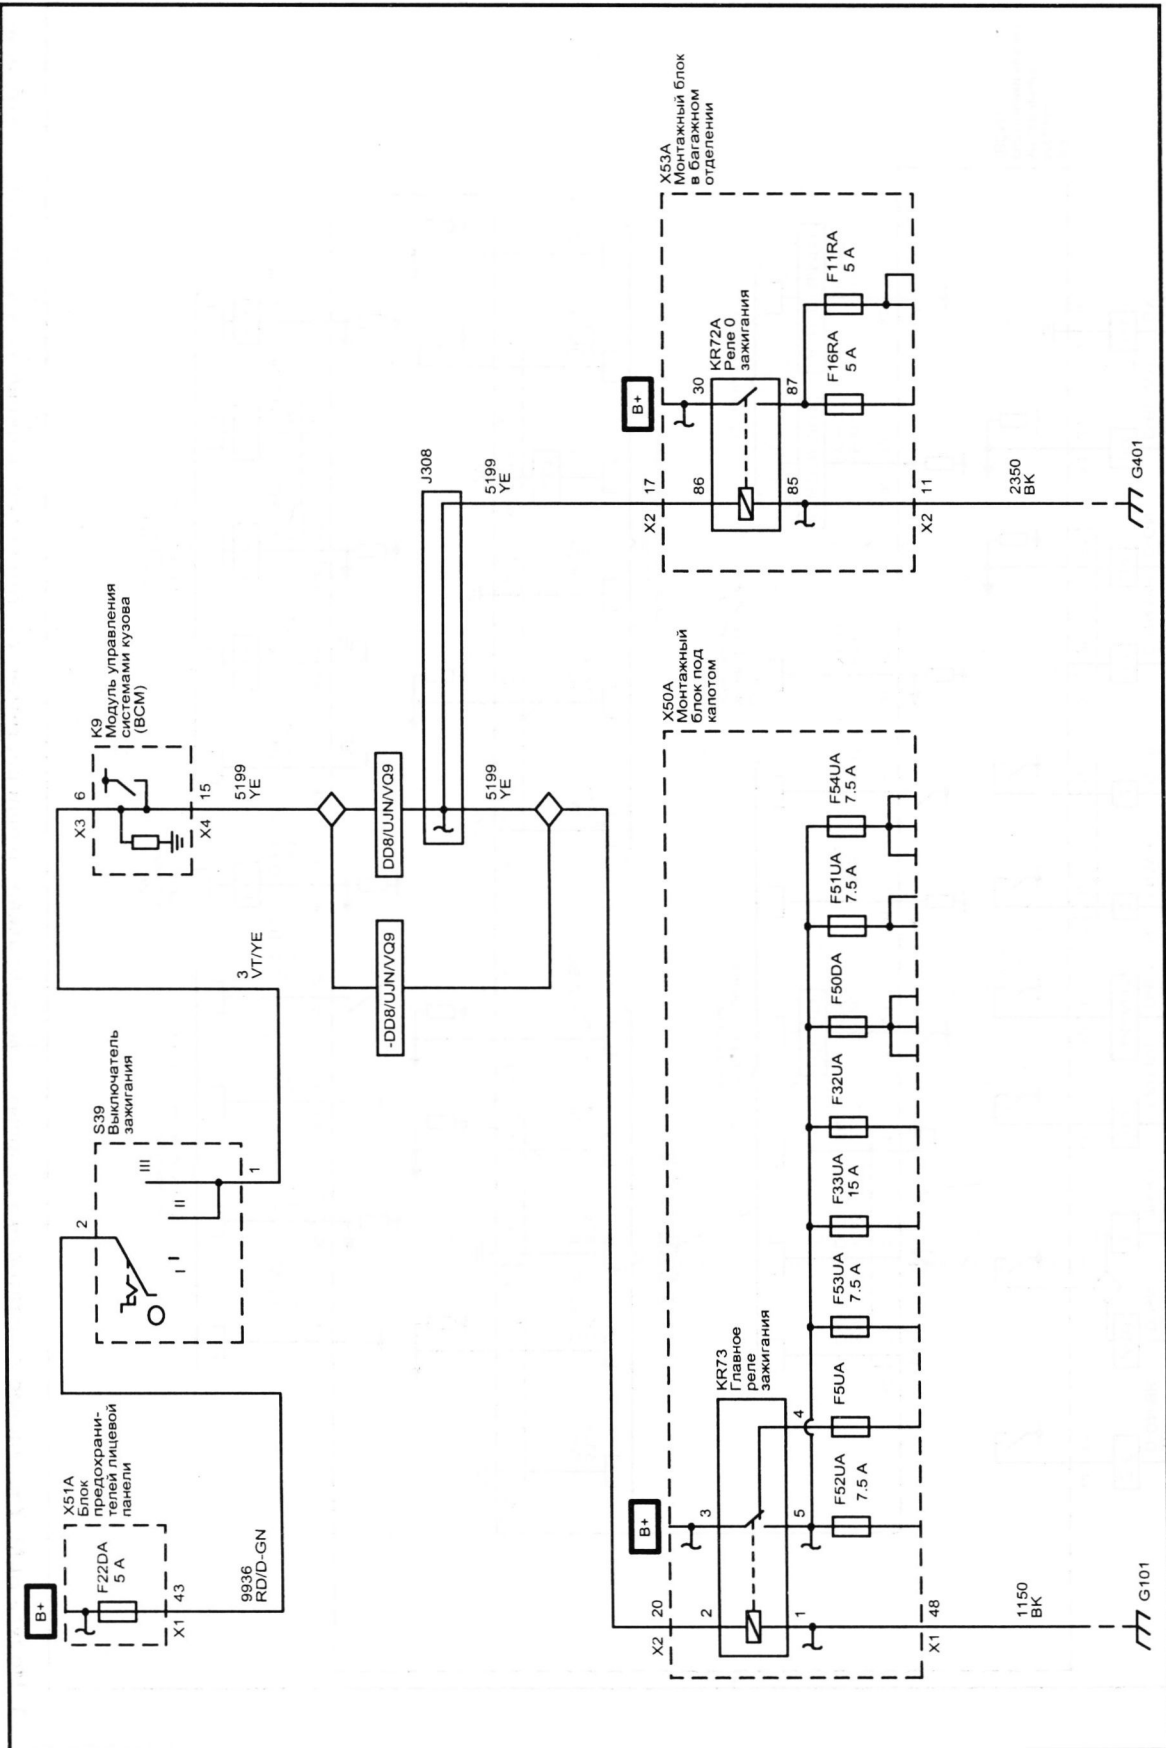 B+
X51A
Блок
предохрани-
телей лицевой
панели
F22DA
5 A
X1
43
9936
RD/D-GN
S39
Выключатель
зажигания
2
I
II
III
1
3
VT/YE
K9
Модуль управления
системами кузова
(BCM)
X3
6
X4
15
5199
YE
-DD8/UJN/VQ9
DD8/UJN/VQ9
J308
5199
YE
5199
YE
B+
X50A
Монтажный
блок под
капотом
X2
20
KR73
Главное
реле
зажигания
2
3
1
5
4
F52UA
7.5 A
F5UA
F53UA
7.5 A
F33UA
15 A
F32UA
F50DA
F51UA
7.5 A
F54UA
7.5 A
X1
48
1150
BK
G101
B+
X53A
Монтажный блок
в багажном
отделении
X2
17
KR72A
Реле 0
зажигания
86
30
85
87
F16RA
5 A
F11RA
5 A
X2
11
2350
BK
G401